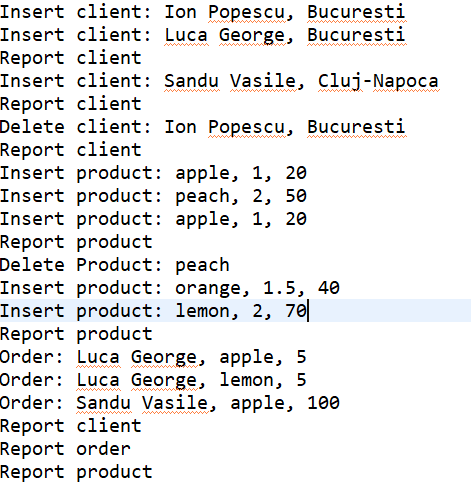 Insert client: Ion Popescu, Bucuresti
Insert client: Luca George, Bucuresti
Report client
Insert client: Sandu Vasile, Cluj-Napoca
Report client
Delete client: Ion Popescu, Bucuresti
Report client
Insert product: apple, 1, 20
Insert product: peach, 2, 50
Insert product: apple, 1, 20
Report product
Delete Product: peach
Insert product: orange, 1.5, 40
Insert product: lemon, 2, 70
Report product
Order: Luca George, apple, 5
Order: Luca George, lemon, 5
Order: Sandu Vasile, apple, 100
Report client
Report order
Report product